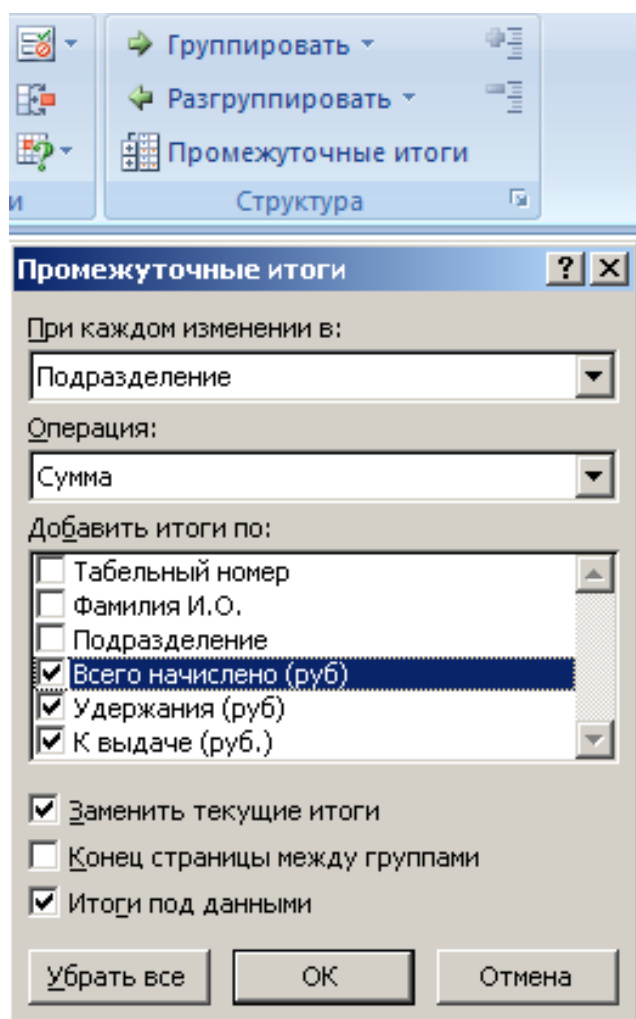 Группировать
Разгруппировать
Промежуточные итоги
и
Структура
Промежуточные итоги
При каждом изменении в:
Подразделение
Операция:
Сумма
Добавить итоги по:
Табельный номер
Фамилия И.О.
Подразделение
Всего начислено (руб)
Удержания (руб)
К выдаче (руб.)
Заменить текущие итоги
Конец страницы между группами
Итоги под данными
Убрать все ОК Отмена